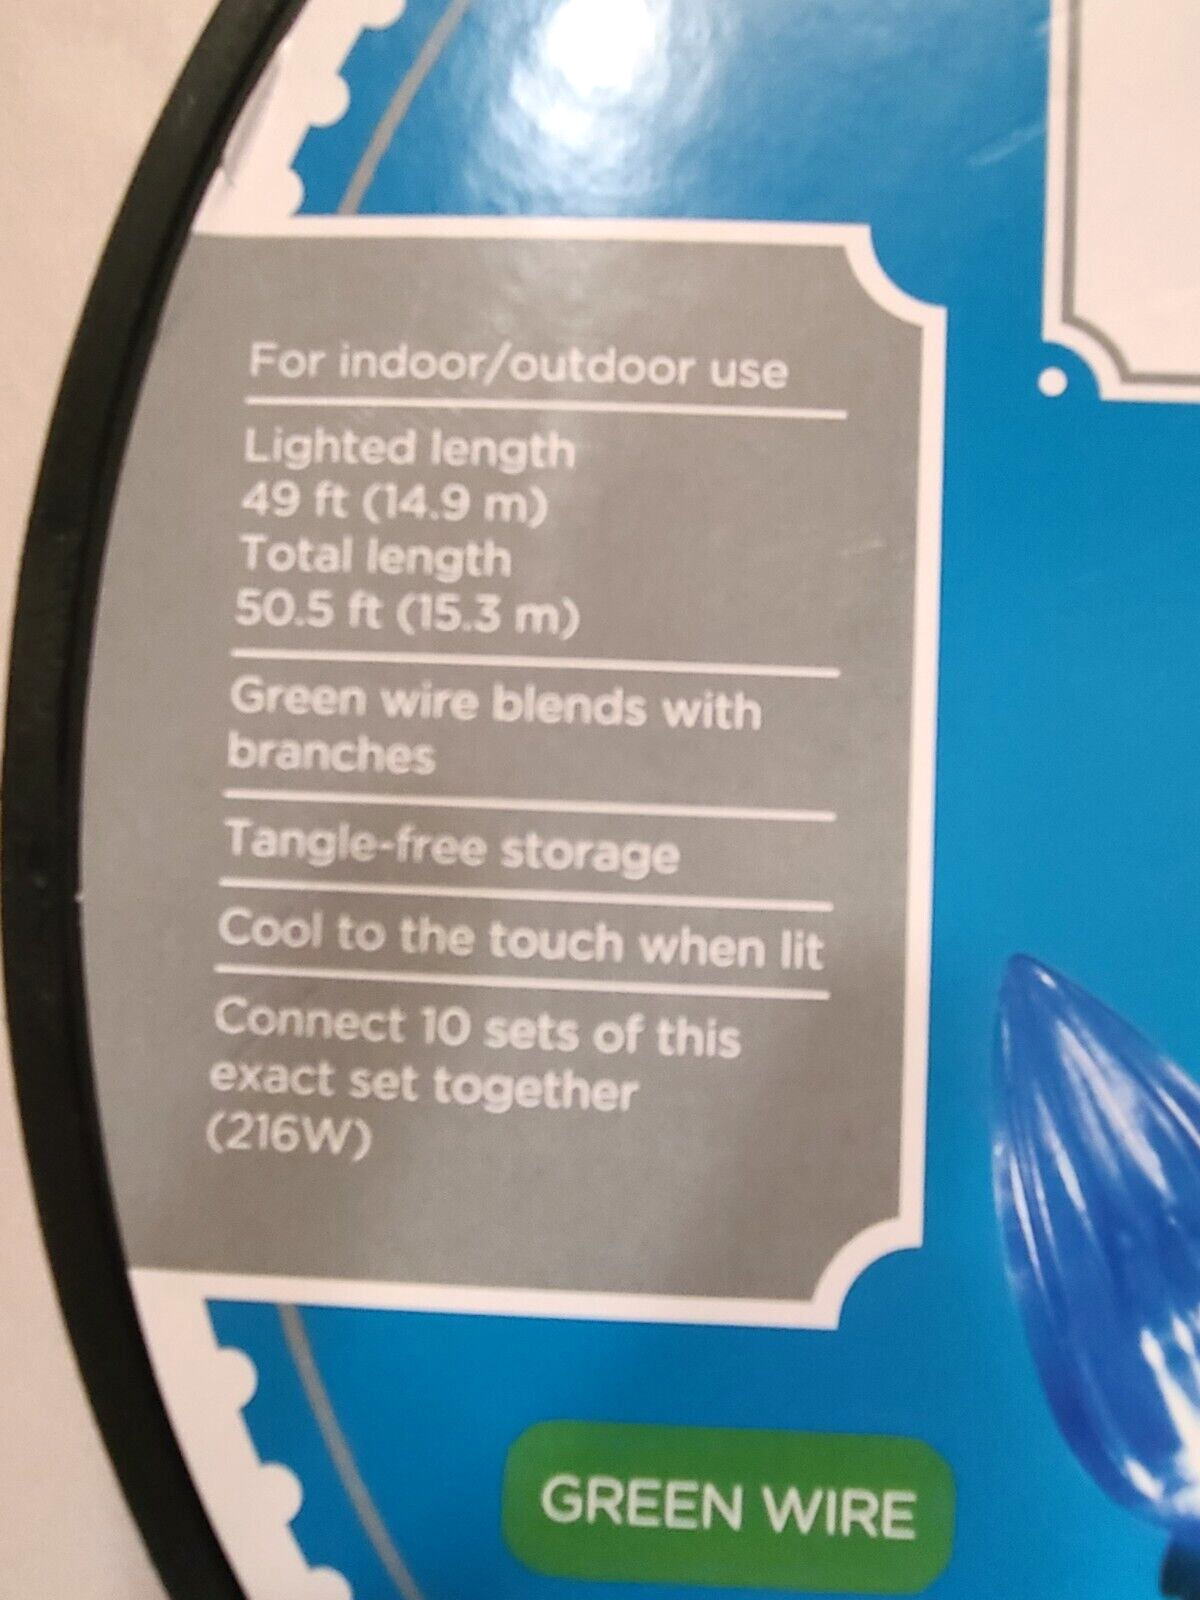 For indoor/outdoor use
Lighted length
49 ft (14.9 m)
Total length
50.5 ft (15.3 m)
Green wire blends with
branches
Tangle-free storage
Cool to the touch when lit
Connect 10 sets of this
exact set together
(216W)
GREEN WIRE